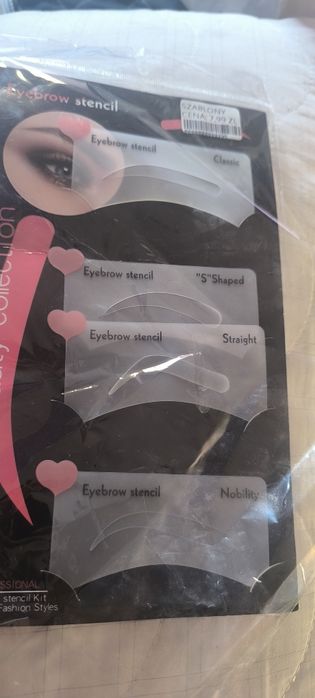 Eyebrow stencil
SZABLONY
CENA: 7,99 ZŁ
Eyebrow stencil
Classic
Eyebrow stencil
"S"Shaped
Eyebrow stencil
Straight
collection
Eyebrow stencil
Nobility
stencil Kit
Fashion Styles